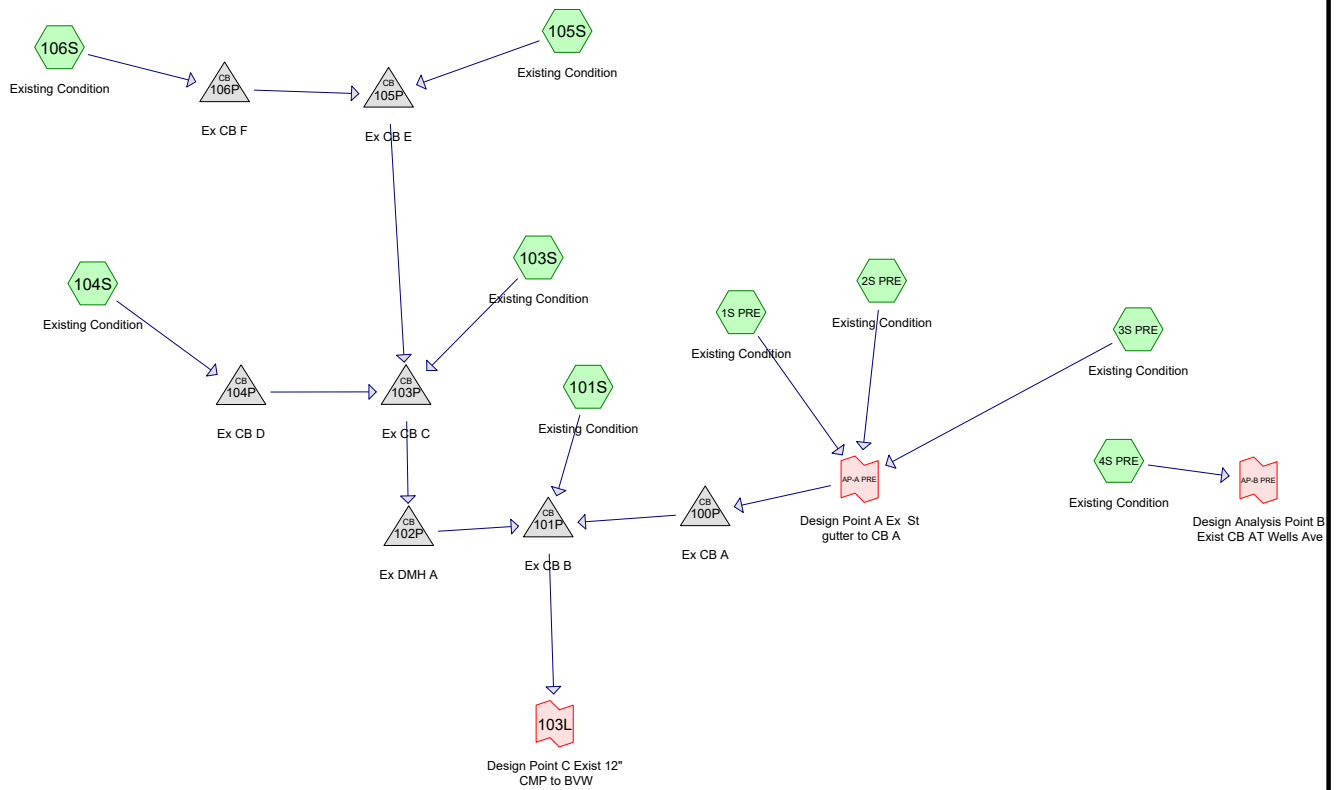 106S
Existing Condition
105S
Existing Condition
CB
106P
Ex CB F
CB
105P
Ex CB E
104S
Existing Condition
103S
Existing Condition
CB
104P
Ex CB D
CB
103P
Ex CB C
101S
Existing Condition
1S PRE
Existing Condition
2S PRE
Existing Condition
3S PRE
Existing Condition
4S PRE
Existing Condition
AP-A PRE
Design Point A Ex St
gutter to CB A
AP-B PRE
Design Analysis Point B
Exist CB AT Wells Ave
CB
102P
Ex DMH A
CB
101P
Ex CB B
CB
100P
Ex CB A
103L
Design Point C Exist 12"
CMP to BVW